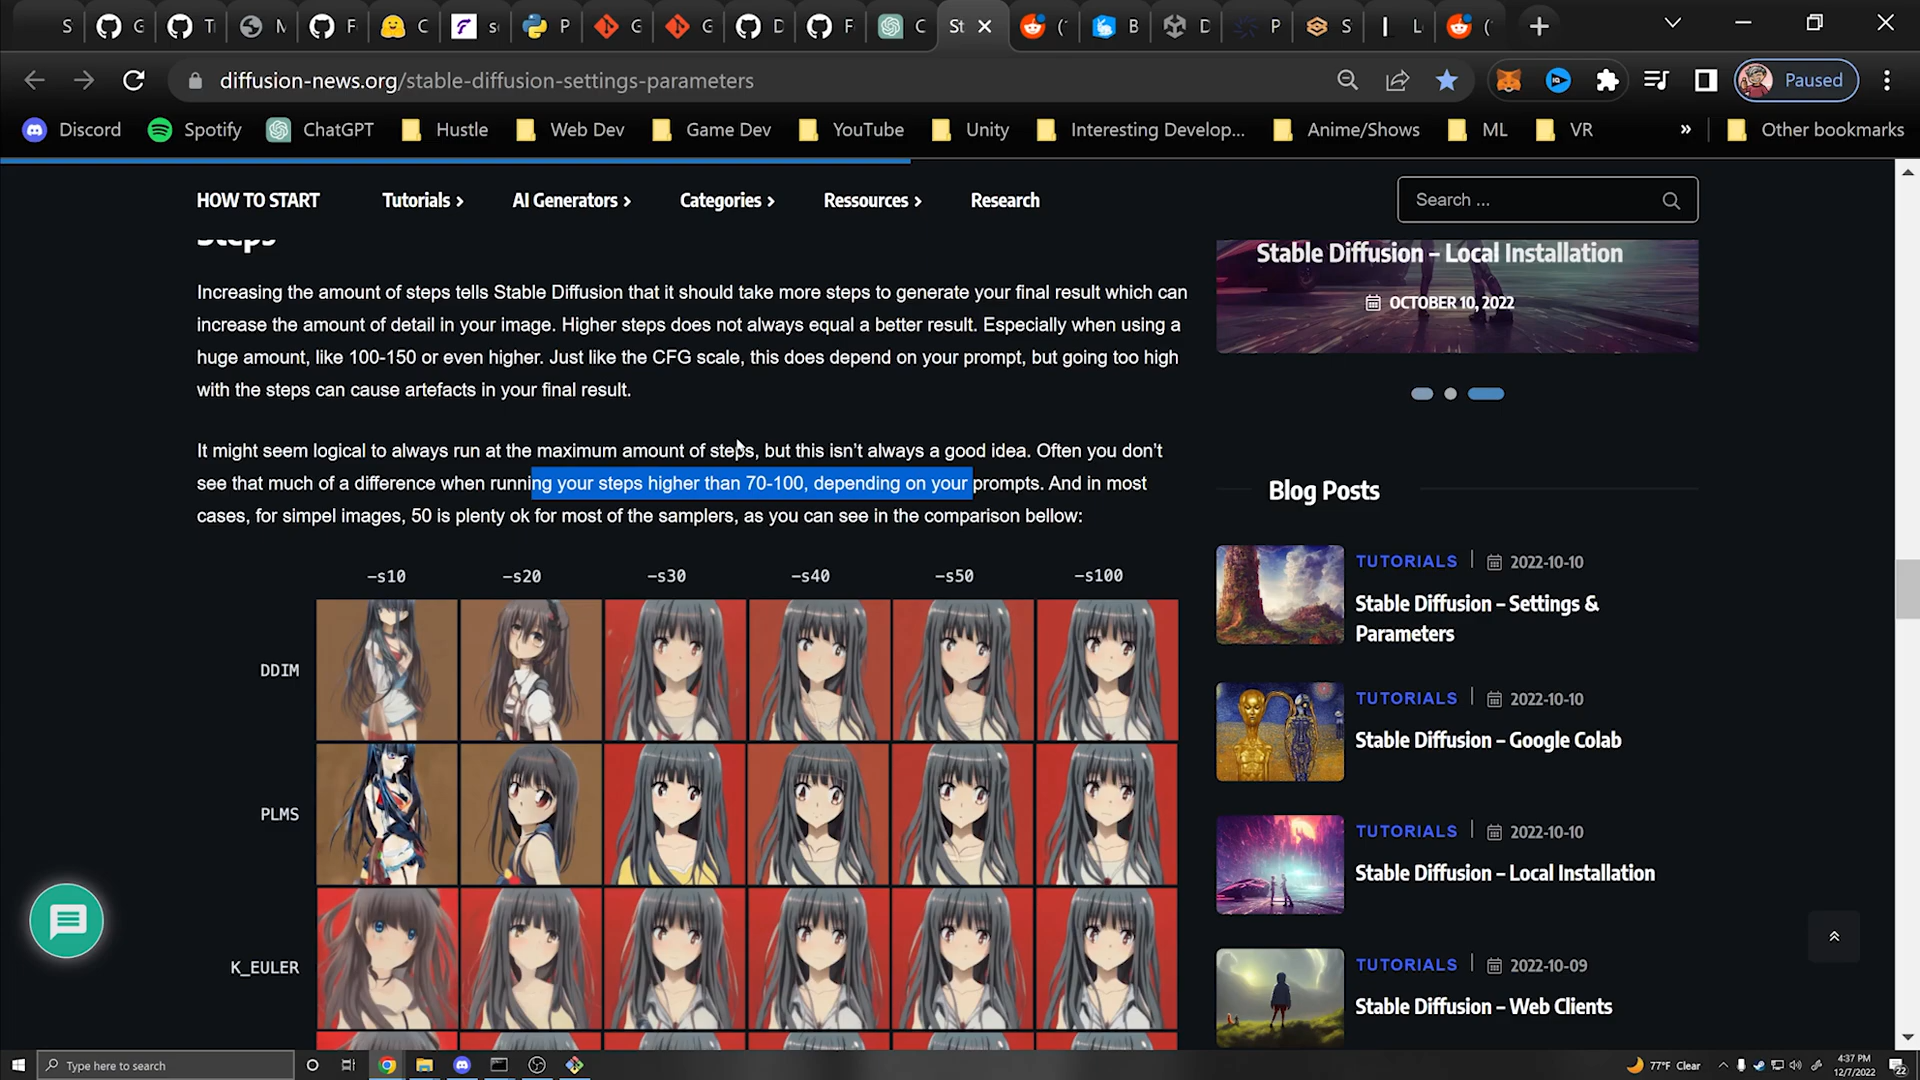 S
G
T
M
F
C
s
P
G
G
D
F
C
St
(
B
D
P
S
L
(
diffusion-news.org/stable-diffusion-settings-parameters
Paused
Discord
Spotify
ChatGPT
Hustle
Web Dev
Game Dev
YouTube
Unity
Interesting Develop...
Anime/Shows
ML
VR
»
Other bookmarks
HOW TO START
Tutorials
AI Generators
Categories
Ressources
Research
Search ...
Steps
Increasing the amount of steps tells Stable Diffusion that it should take more steps to generate your final result which can
increase the amount of detail in your image. Higher steps does not always equal a better result. Especially when using a
huge amount, like 100-150 or even higher. Just like the CFG scale, this does depend on your prompt, but going too high
with the steps can cause artefacts in your final result.
It might seem logical to always run at the maximum amount of steps, but this isn't always a good idea. Often you don't
see that much of a difference when running your steps higher than 70-100, depending on your prompts. And in most
cases, for simpel images, 50 is plenty ok for most of the samplers, as you can see in the comparison bellow:
–s10 –s20 –s30 –s40 –s50 –s100
DDIM
PLMS
K_EULER
Stable Diffusion – Local Installation
OCTOBER 10, 2022
Blog Posts
TUTORIALS 2022-10-10
Stable Diffusion – Settings &
Parameters
TUTORIALS 2022-10-10
Stable Diffusion – Google Colab
TUTORIALS 2022-10-10
Stable Diffusion – Local Installation
TUTORIALS 2022-10-09
Stable Diffusion – Web Clients
Type here to search
77°F Clear
4:37 PM
12/7/2022
22